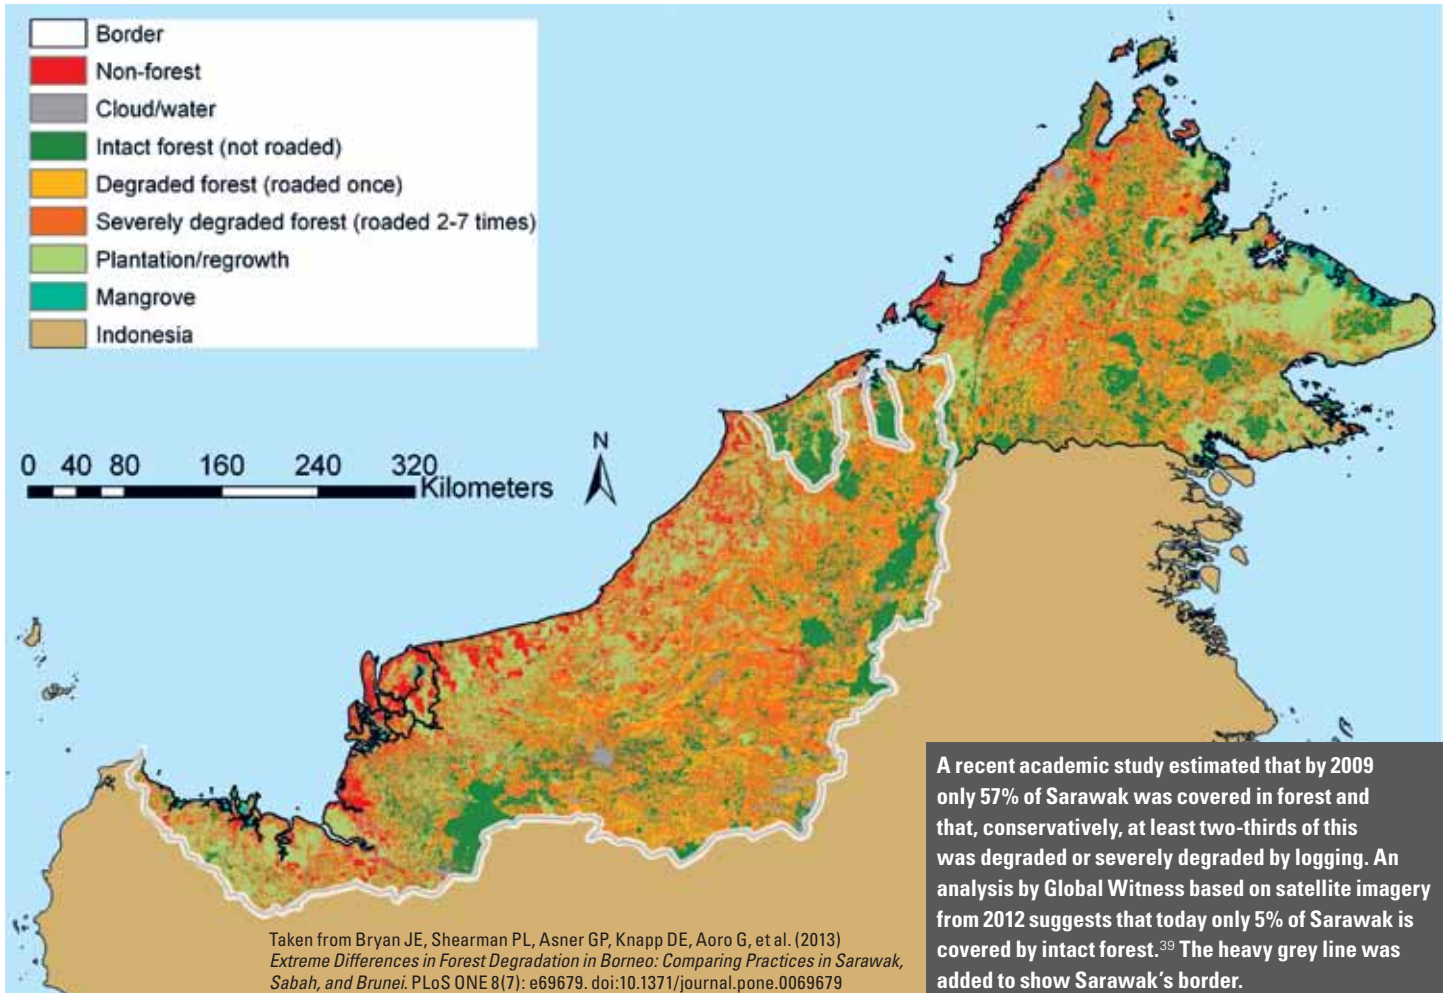 Border
Non-forest
Cloud/water
Intact forest (not roaded)
Degraded forest (roaded once)
Severely degraded forest (roaded 2-7 times)
Plantation/regrowth
Mangrove
Indonesia
N
0 40 80 160 240 320
Kilometers
Taken from Bryan JE, Shearman PL, Asner GP, Knapp DE, Aoro G, et al. (2013)
Extreme Differences in Forest Degradation in Borneo: Comparing Practices in Sarawak,
Sabah, and Brunei. PLoS ONE 8(7): e69679. doi:10.1371/journal.pone.0069679
A recent academic study estimated that by 2009
only 57% of Sarawak was covered in forest and
that, conservatively, at least two-thirds of this
was degraded or severely degraded by logging. An
analysis by Global Witness based on satellite imagery
from 2012 suggests that today only 5% of Sarawak is
covered by intact forest.39 The heavy grey line was
added to show Sarawak's border.